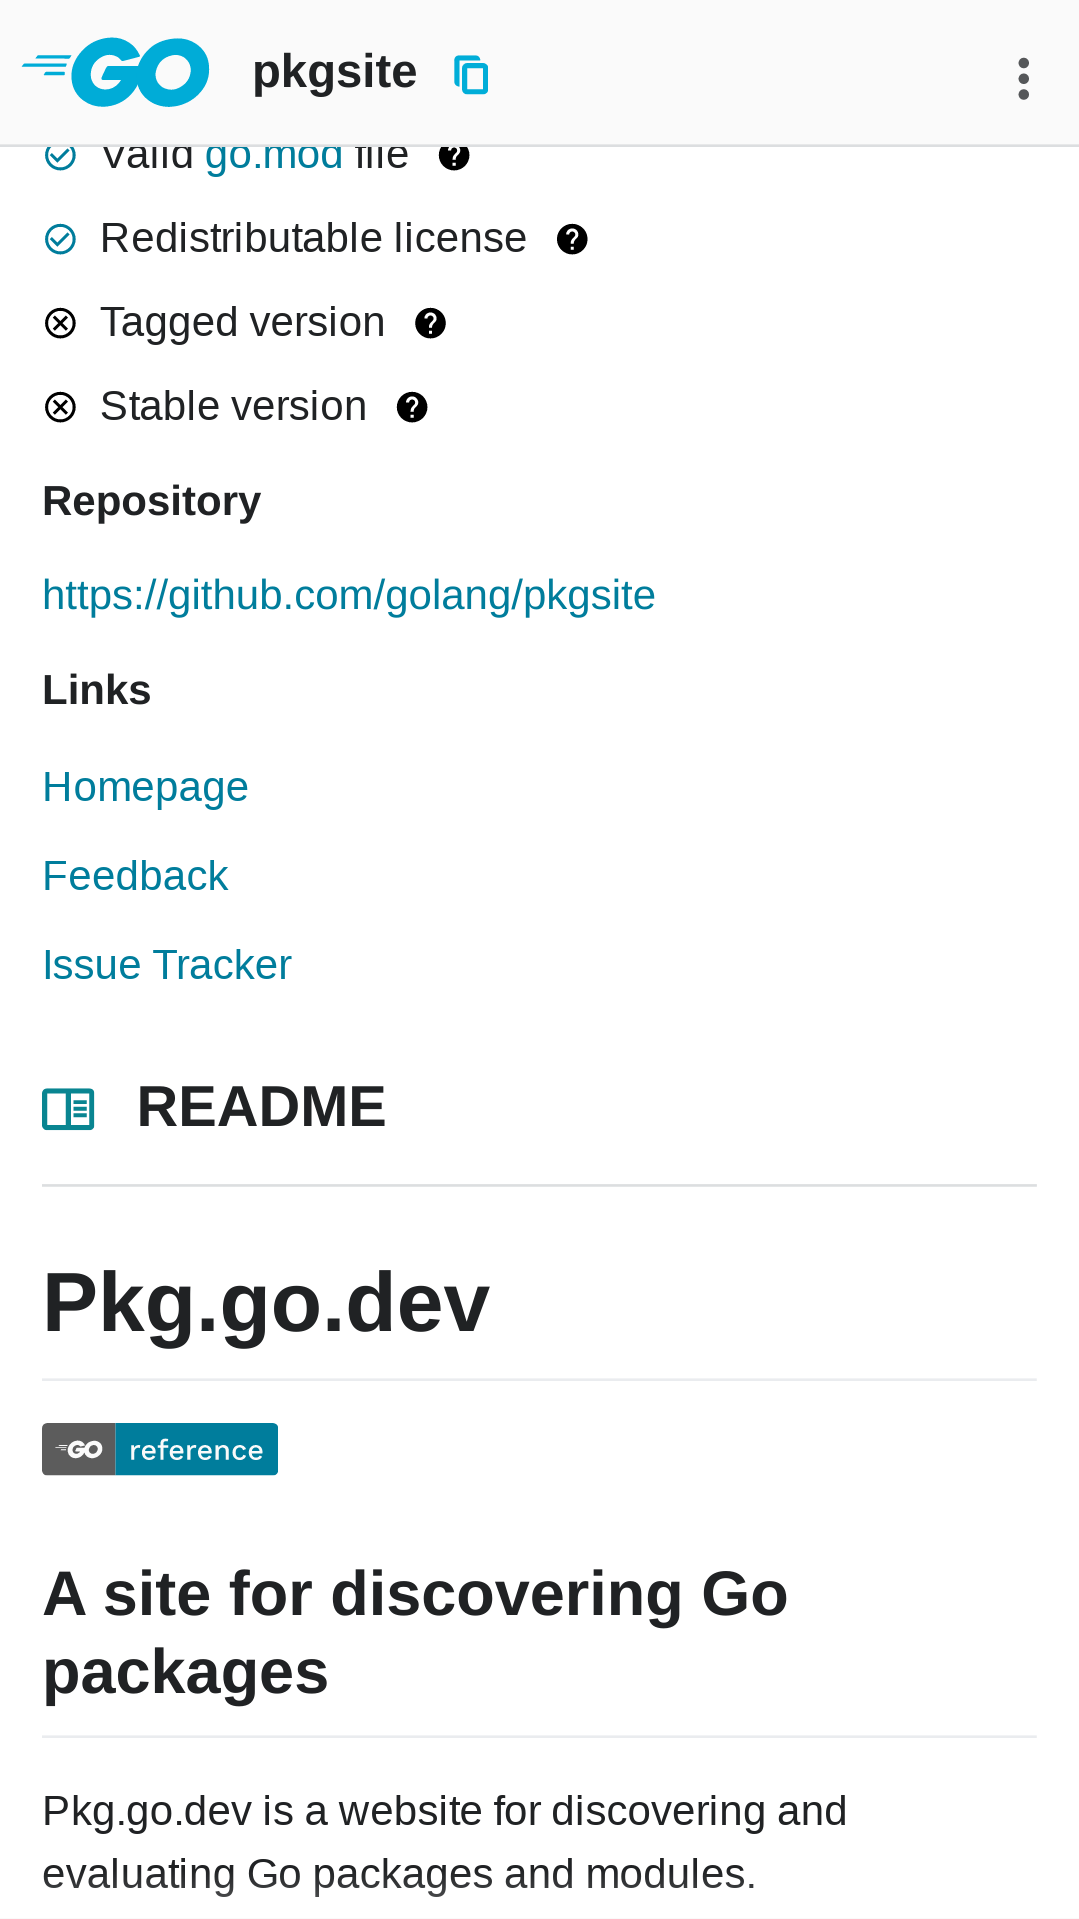 GO pkgsite
Valid go.mod file
Redistributable license
Tagged version
Stable version
Repository
https://github.com/golang/pkgsite
Links
Homepage
Feedback
Issue Tracker
README
Pkg.go.dev
GO reference
A site for discovering Go
packages
Pkg.go.dev is a website for discovering and
evaluating Go packages and modules.